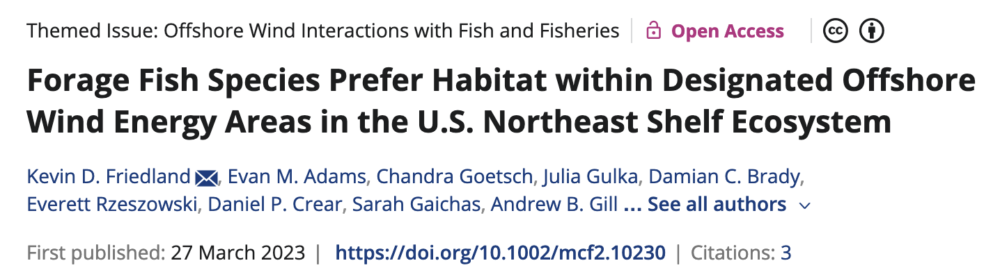 Themed Issue: Offshore Wind Interactions with Fish and Fisheries Open Access cc
Forage Fish Species Prefer Habitat within Designated Offshore
Wind Energy Areas in the U.S. Northeast Shelf Ecosystem
Kevin D. Friedland, Evan M. Adams, Chandra Goetsch, Julia Gulka, Damian C. Brady,
Everett Rzeszowski, Daniel P. Crear, Sarah Gaichas, Andrew B. Gill ... See all authors
First published: 27 March 2023 | https://doi.org/10.1002/mcf2.10230 | Citations: 3